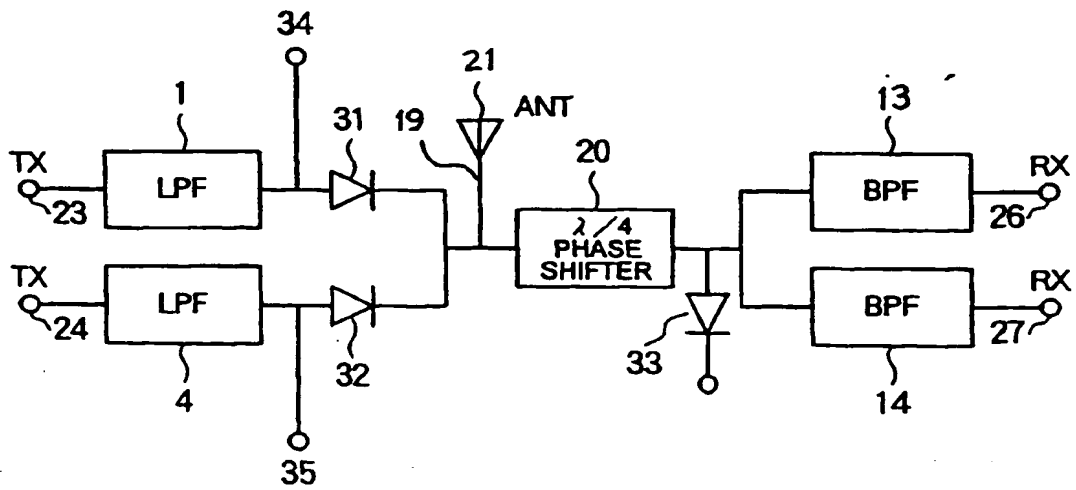 34
21
ANT
1
31
19
13
TX
LPF
20
BPF
RX
23
λ/4
PHASE
SHIFTER
26
TX
LPF
BPF
RX
24
32
33
27
4
14
35